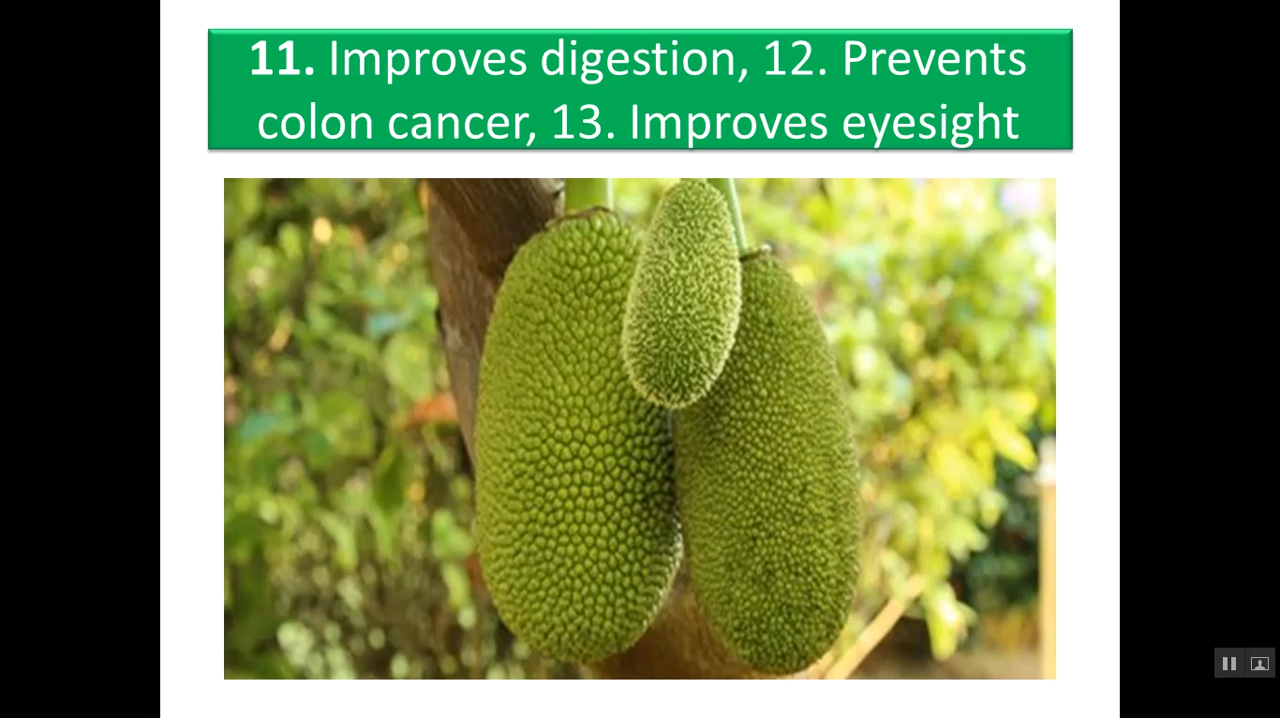 11. Improves digestion, 12. Prevents
colon cancer, 13. Improves eyesight